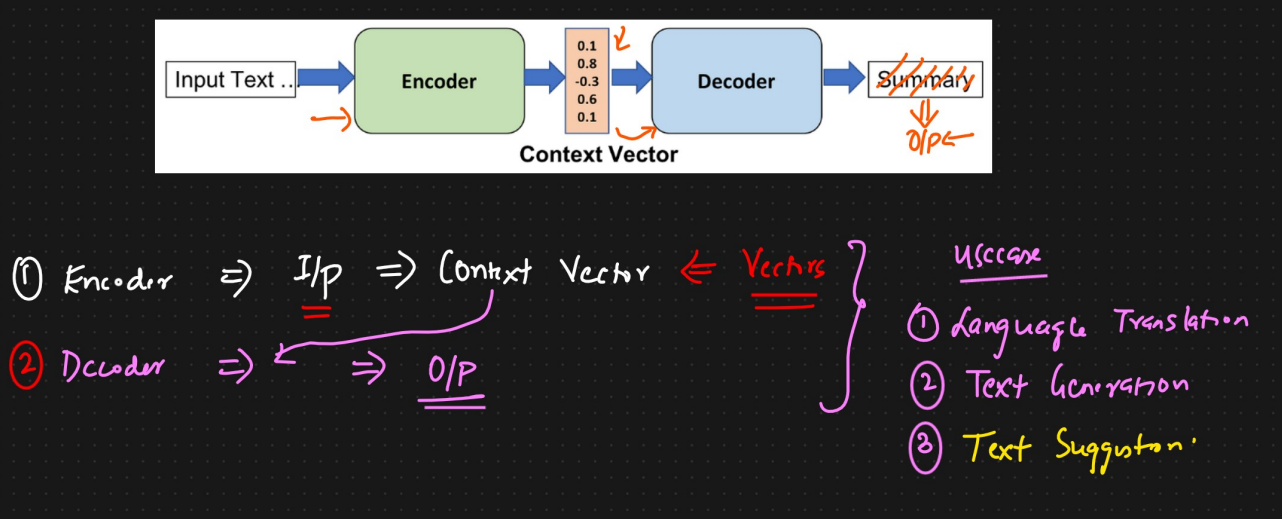 Input Text ...
Encoder
0.1
0.8
-0.3
0.6
0.1
Decoder
Summary
O/P
Context Vector
① Encoder ⇒ I/p ⇒ Context Vector ⇐ Vectors
② Decoder ⇒ ⇒ O/P
Usecase
① Language Translation
② Text Generation
③ Text Suggestion.